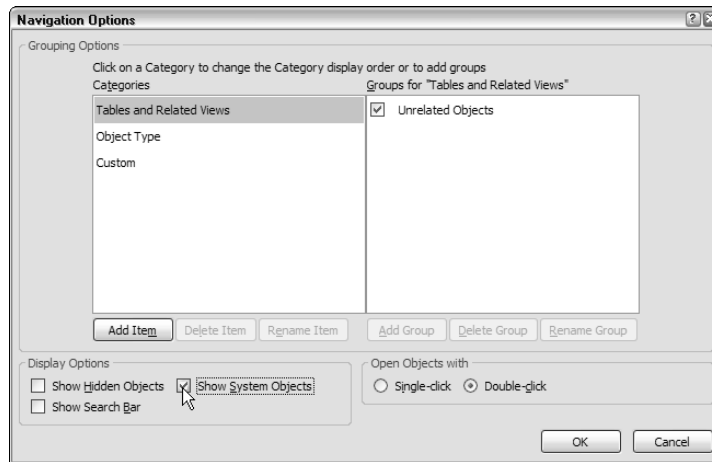 Navigation Options
Grouping Options
Click on a Category to change the Category display order or to add groups
Categories
Groups for "Tables and Related Views"
Tables and Related Views
Unrelated Objects
Object Type
Custom
Add Item
Delete Item
Rename Item
Add Group
Delete Group
Rename Group
Display Options
Open Objects with
Show Hidden Objects
Show System Objects
Single-click
Double-click
Show Search Bar
OK
Cancel